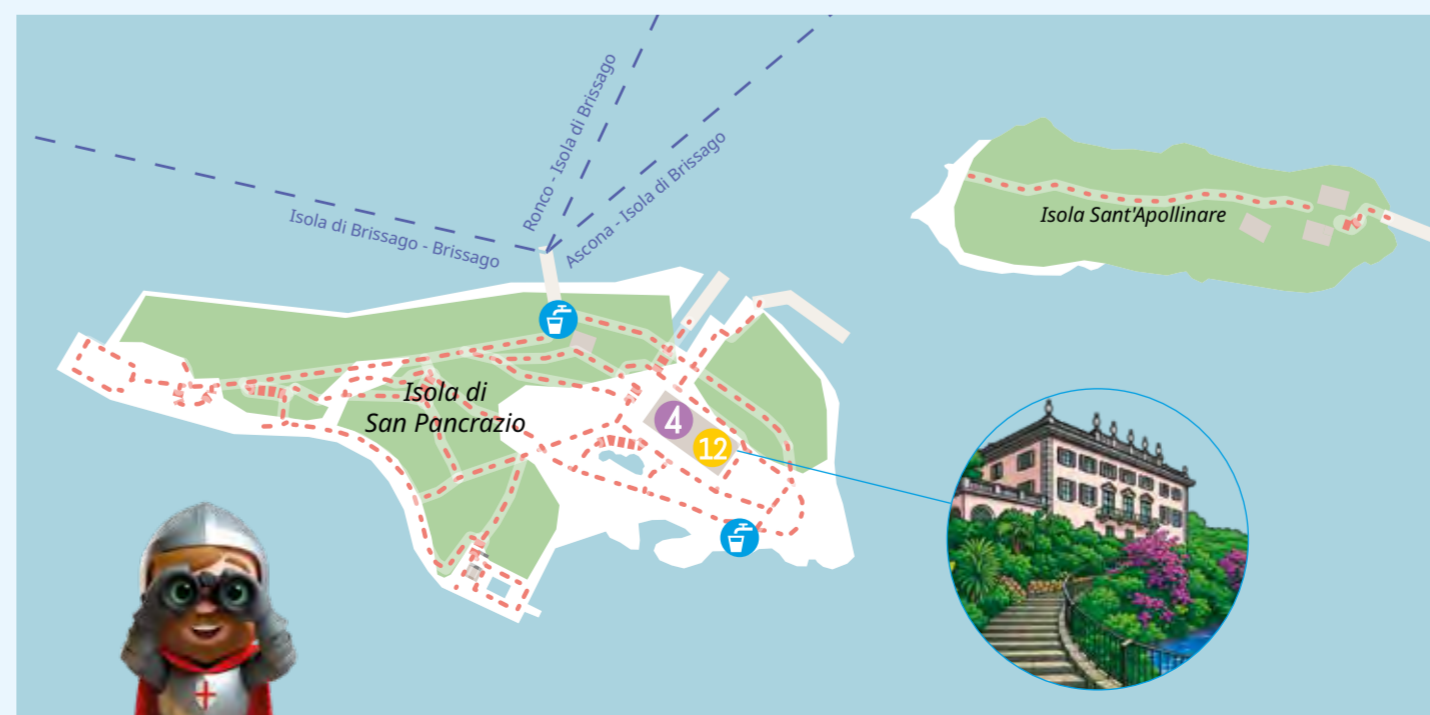 Ronco - Isola di Brissago
Ascona - Isola di Brissago
Isola di Brissago - Brissago
Isola Sant'Apollinare
Isola di
San Pancrazio
4
12